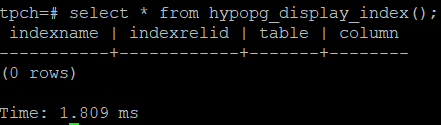 tpch=# select * from hypopg_display_index();
 indexname | indexrelid | table | column
-----------+------------+-------+--------
(0 rows)

Time: 1.809 ms